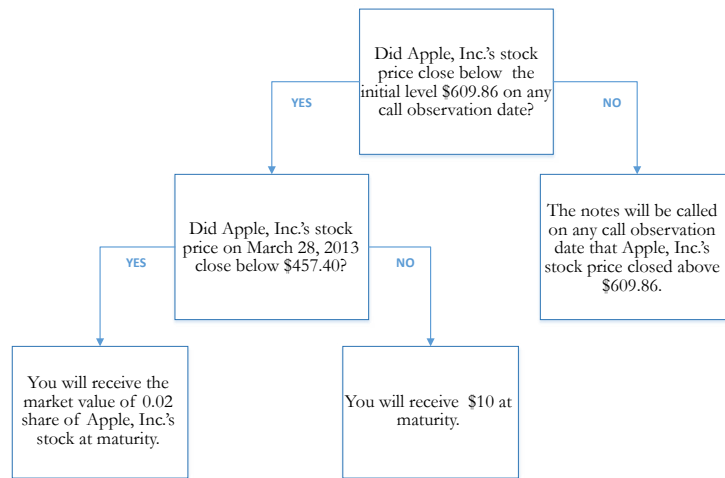 Did Apple, Inc.'s stock
price close below the
initial level $609.86 on any
call observation date?
YES
NO
Did Apple, Inc.'s stock
price on March 28, 2013
close below $457.40?
The notes will be called
on any call observation
date that Apple, Inc.'s
stock price closed above
$609.86.
YES
NO
You will receive the
market value of 0.02
share of Apple, Inc.'s
stock at maturity.
You will receive $10 at
maturity.